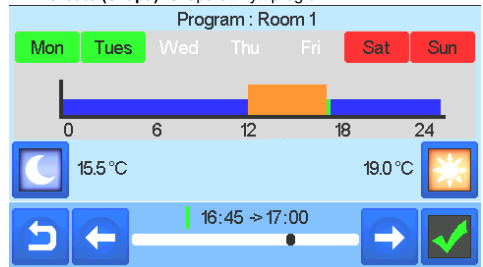 Program : Room 1
Mon Tues Wed Thu Fri Sat Sun
0 6 12 18 24
15.5 °C 19.0 °C
16:45 -> 17:00